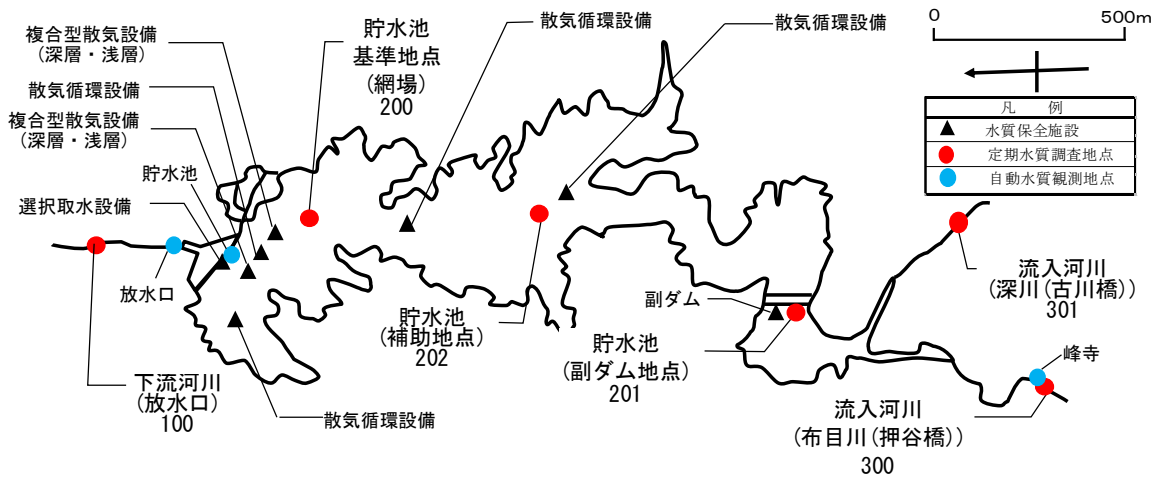 複合型散気設備
(深層・浅層)
散気循環設備
複合型散気設備
(深層・浅層)
貯水池
選択取水設備
放水口
下流河川
(放水口)
100
貯水池
基準地点
(網場)
200
散気循環設備
散気循環設備
散気循環設備
貯水池
(補助地点)
202
副ダム
貯水池
(副ダム地点)
201
0 500m
凡 例
水質保全施設
定期水質調査地点
自動水質観測地点
流入河川
(深川(古川橋))
301
峰寺
流入河川
(布目川(押谷橋))
300